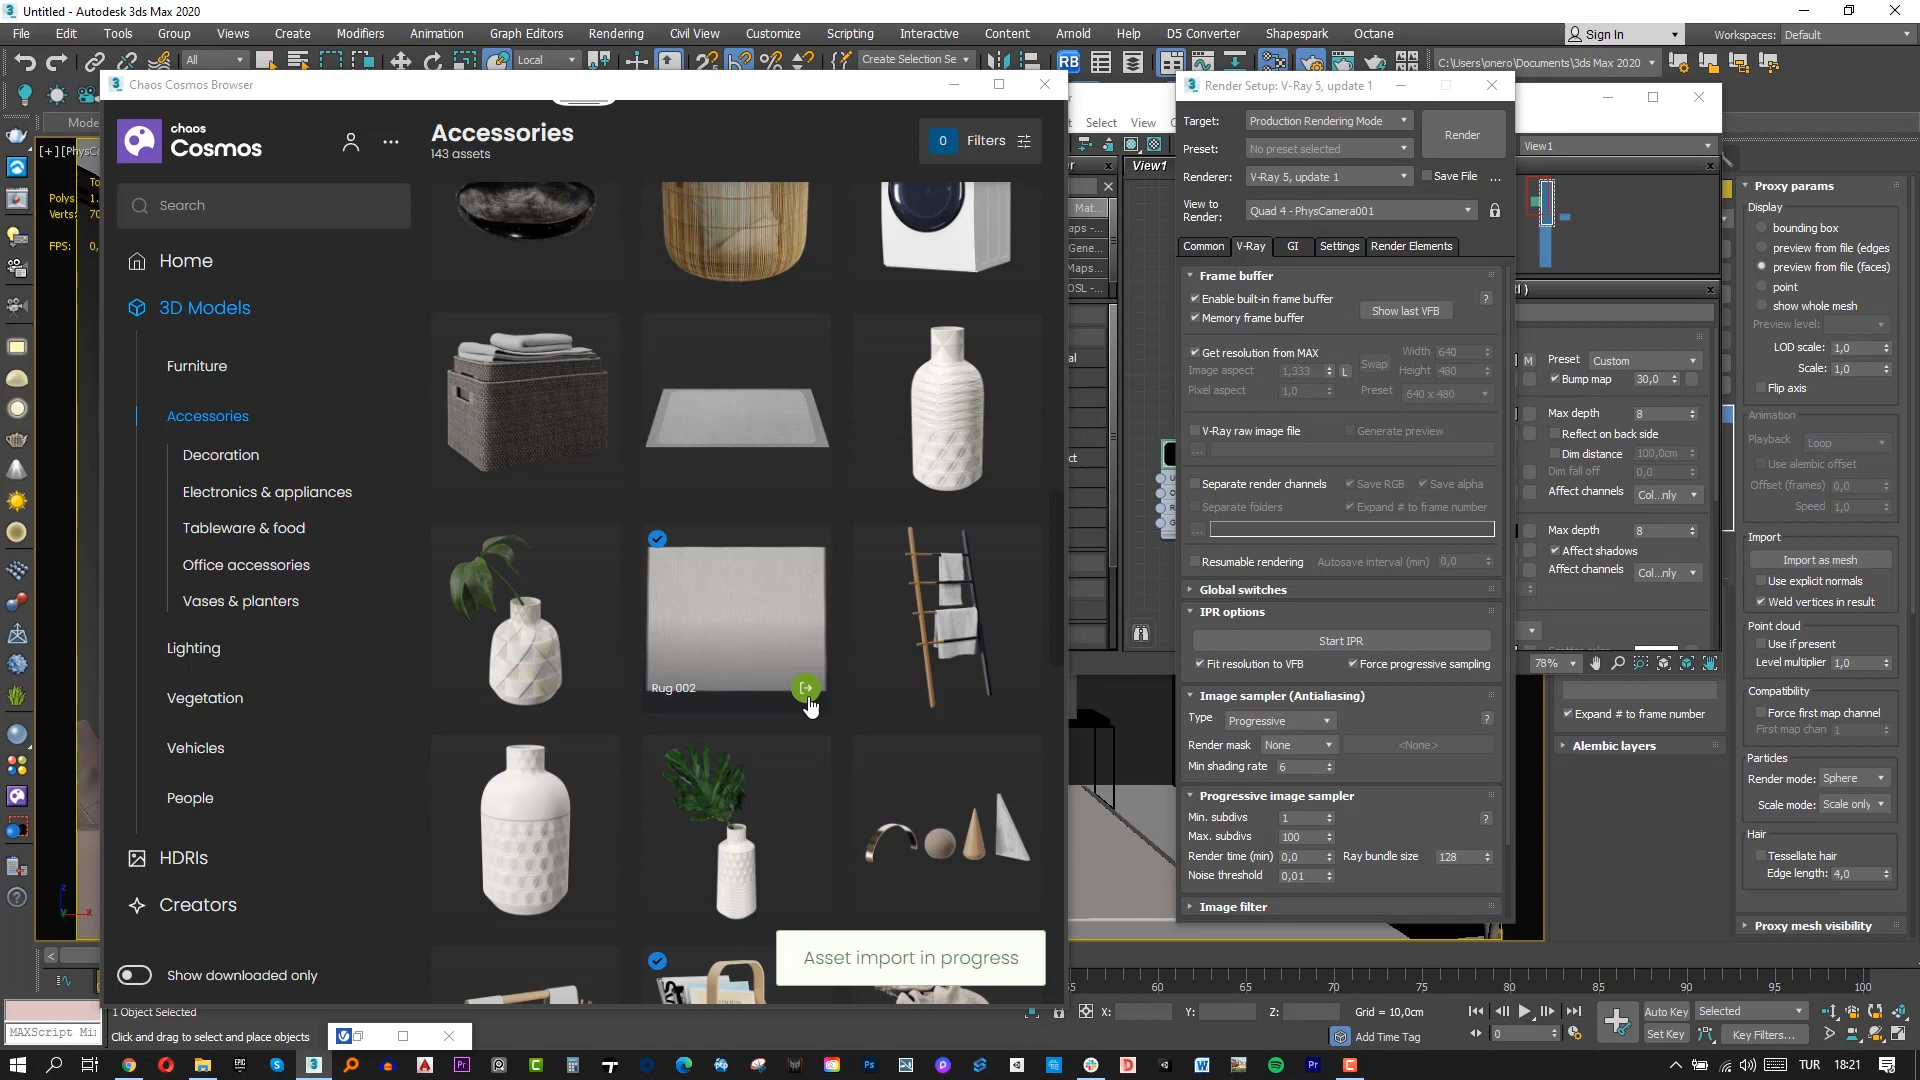 Untitled - Autodesk 3ds Max 2020
File Edit Tools Group Views Create Modifiers Animation Graph Editors Rendering Civil View Customize Scripting Interactive Content Arnold Help D5 Converter Shapespark Octane
Sign In
Workspaces: Default
All
Local
Create Selection Se
RB
C:\Users\onero\Documents\3ds Max 2020
Chaos Cosmos Browser
chaos
Cosmos
Search
Home
3D Models
Furniture
Accessories
Decoration
Electronics & appliances
Tableware & food
Office accessories
Vases & planters
Lighting
Vegetation
Vehicles
People
HDRIs
Creators
Show downloaded only
Accessories
143 assets
0 Filters
Rug 002
Asset import in progress
Select View
View1
Render Setup: V-Ray 5, update 1
Target: Production Rendering Mode
Preset: No preset selected
Renderer: V-Ray 5, update 1
Save File ...
View to
Render: Quad 4 - PhysCamera001
Render
Common V-Ray GI Settings Render Elements
Frame buffer
Enable built-in frame buffer
Memory frame buffer
Show last VFB
Get resolution from MAX
Image aspect 1,333 L
Pixel aspect 1,0
Swap
Width 640
Height 480
Preset 640 x 480
V-Ray raw image file Generate preview
Separate render channels Save RGB Save alpha
Separate folders Expand # to frame number
Resumable rendering Autosave interval (min) 0,0
Global switches
IPR options
Start IPR
Fit resolution to VFB Force progressive sampling
Image sampler (Antialiasing)
Type Progressive
Render mask None <None>
Min shading rate 6
Progressive image sampler
Min. subdivs 1
Max. subdivs 100
Render time (min) 0,0 Ray bundle size 128
Noise threshold 0,01
Image filter
View1
M Preset Custom
Bump map 30,0
Max depth 8
Reflect on back side
Dim distance 100,0cm
Dim fall off 0,0
Affect channels Col...nly
Max depth 8
Affect shadows
Affect channels Col...nly
78%
Expand # to frame number
Alembic layers
Proxy params
Display
bounding box
preview from file (edges
preview from file (faces)
point
show whole mesh
Preview level:
LOD scale: 1,0
Scale: 1,0
Flip axis
Animation
Playback Loop
Use alembic offset
Offset (frames) 0,0
Speed 1,0
Import
Import as mesh
Use explicit normals
Weld vertices in result
Point cloud
Use if present
Level multiplier 1,0
Compatibility
Force first map channel
First map chan 1
Particles
Render mode: Sphere
Scale mode: Scale only
Hair
Tessellate hair
Edge length: 4,0
Proxy mesh visibility
60 65 70 75 80 85 90 95 100
MAXScript Mi
1 Object Selected
Click and drag to select and place objects
X: Y: Z: Grid = 10,0cm
Add Time Tag
0
Auto Key Selected
Set Key Key Filters...
TUR 18:21